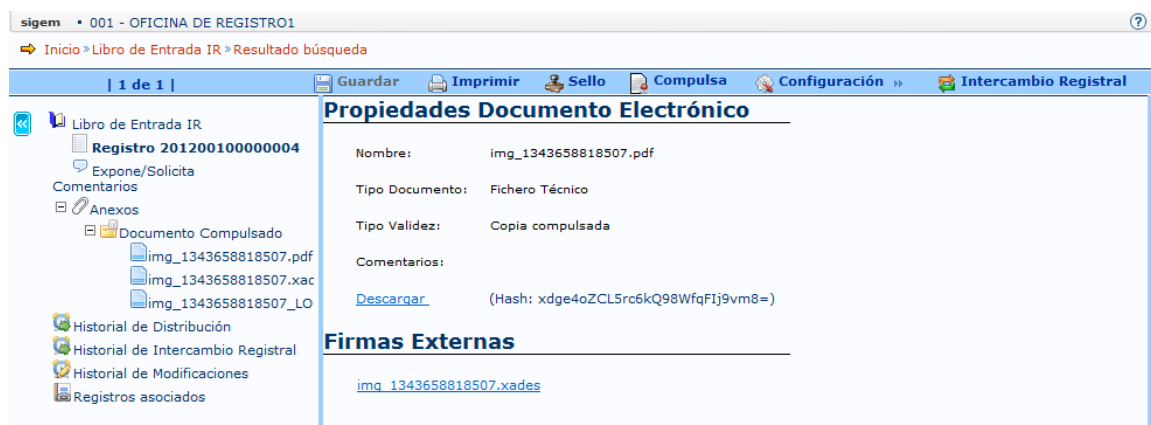 sigem • 001 - OFICINA DE REGISTRO1
?
Inicio » Libro de Entrada IR » Resultado búsqueda
| 1 de 1 |
Guardar Imprimir Sello Compulsa Configuración » Intercambio Registral
Libro de Entrada IR
Registro 201200100000004
Expone/Solicita
Comentarios
Anexos
Documento Compulsado
img_1343658818507.pdf
img_1343658818507.xad
img_1343658818507_LO
Historial de Distribución
Historial de Intercambio Registral
Historial de Modificaciones
Registros asociados
Propiedades Documento Electrónico
Nombre: img_1343658818507.pdf
Tipo Documento: Fichero Técnico
Tipo Validez: Copia compulsada
Comentarios:
Descargar (Hash: xdge4oZCL5rc6kQ98WfqFIj9vm8=)
Firmas Externas
img_1343658818507.xades